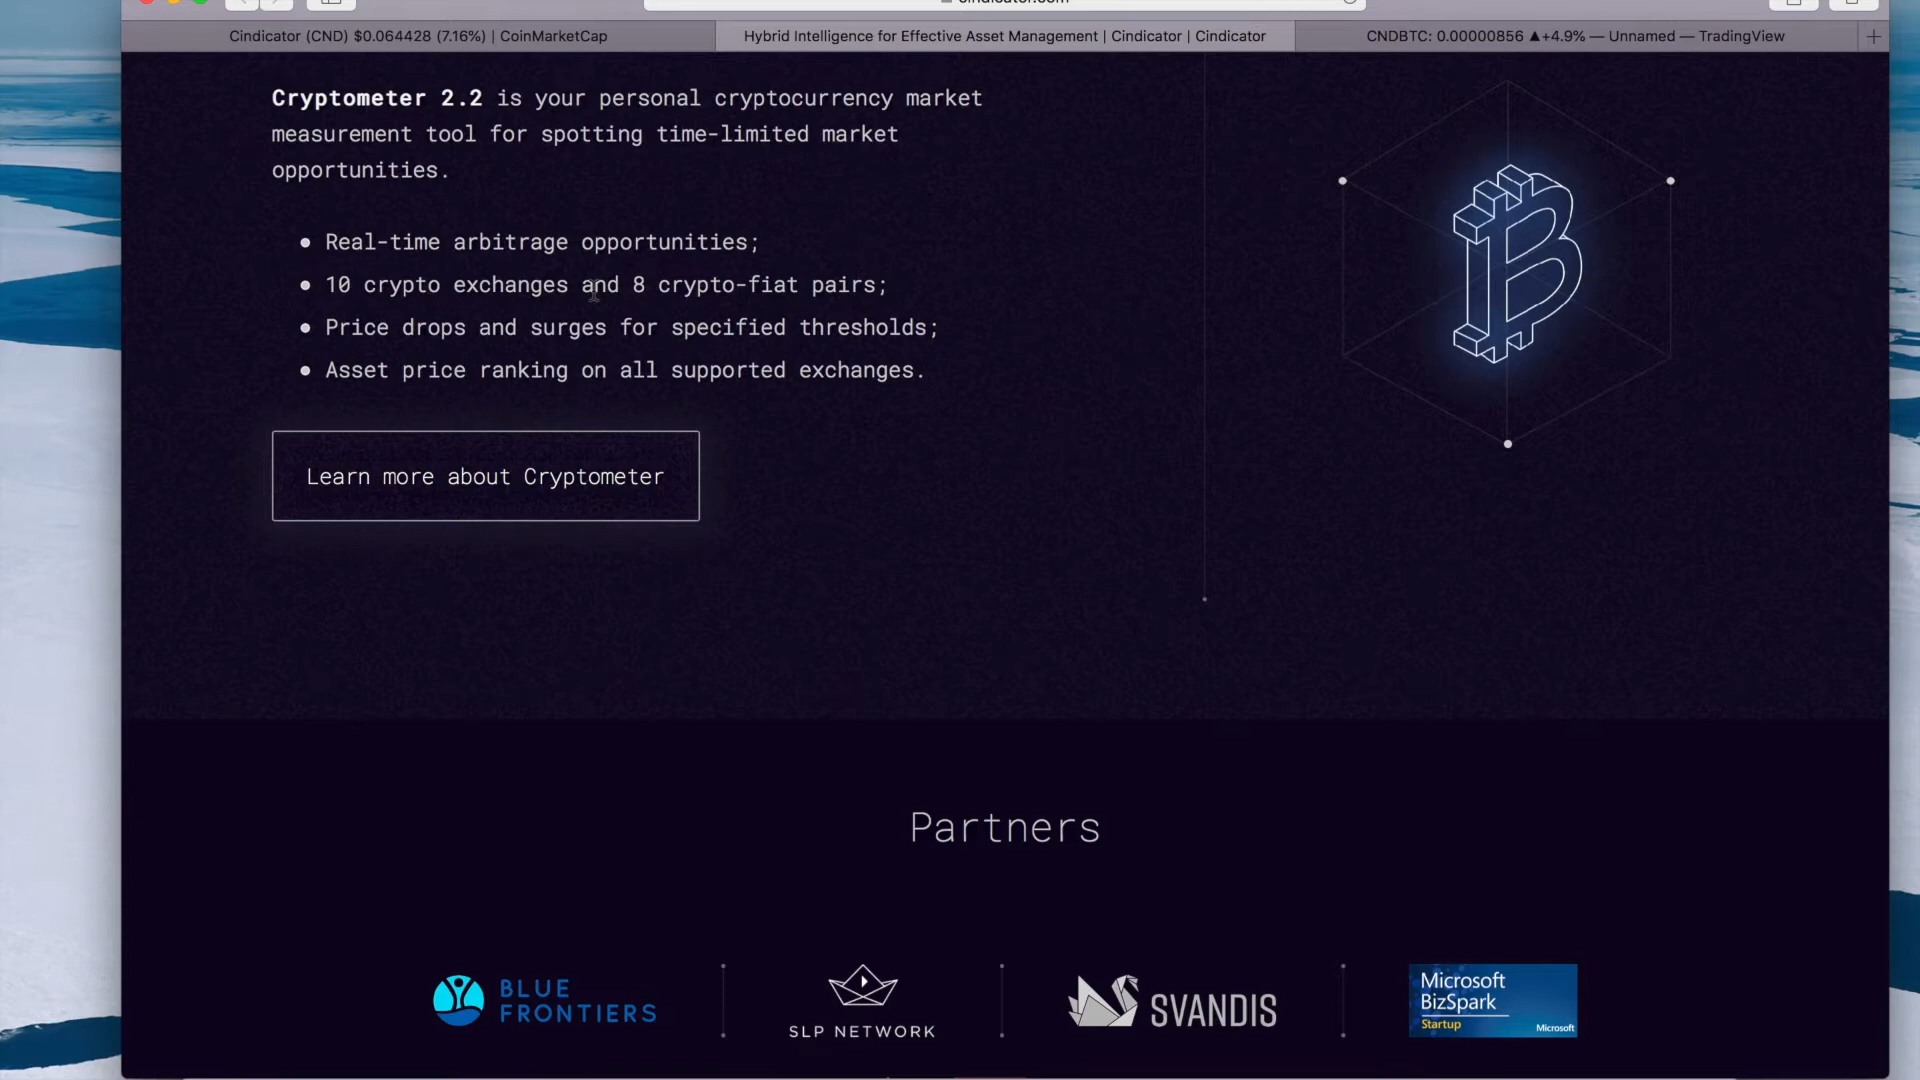 Cindicator (CND) $0.064428 (7.16%) | CoinMarketCap
Hybrid Intelligence for Effective Asset Management | Cindicator | Cindicator
CNDBTC: 0.00000856 ▲+4.9% — Unnamed — TradingView
Cryptometer 2.2 is your personal cryptocurrency market
measurement tool for spotting time-limited market
opportunities.
• Real-time arbitrage opportunities;
• 10 crypto exchanges and 8 crypto-fiat pairs;
• Price drops and surges for specified thresholds;
• Asset price ranking on all supported exchanges.
Learn more about Cryptometer
Partners
BLUE
FRONTIERS
SLP NETWORK
SVANDIS
Microsoft
BizSpark
Startup
Microsoft